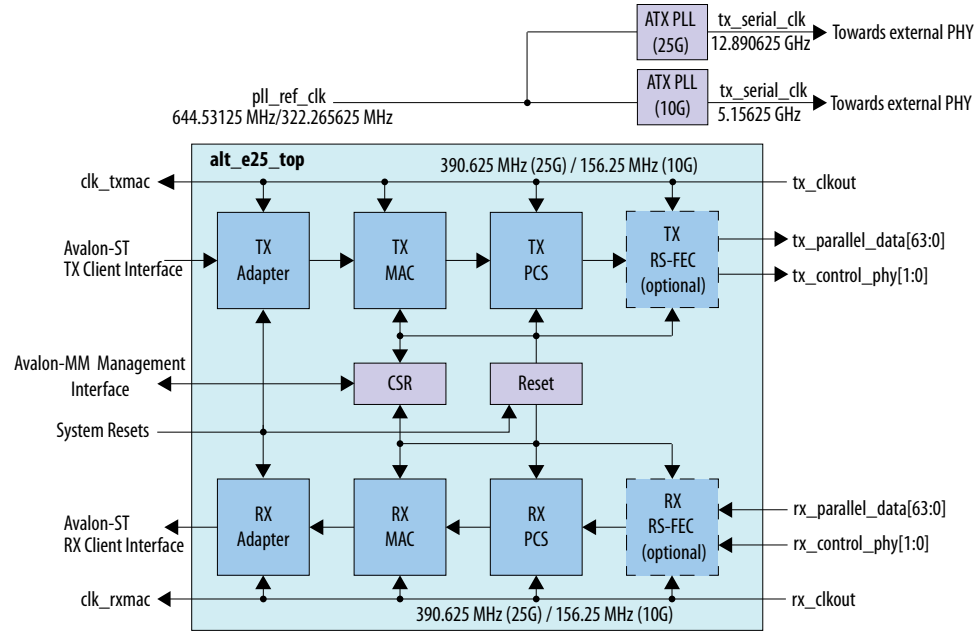 ATX PLL
(25G)
tx_serial_clk
12.890625 GHz
Towards external PHY
pll_ref_clk
644.53125 MHz/322.265625 MHz
ATX PLL
(10G)
tx_serial_clk
5.15625 GHz
Towards external PHY
alt_e25_top
390.625 MHz (25G) / 156.25 MHz (10G)
clk_txmac
tx_clkout
Avalon-ST
TX Client Interface
TX
Adapter
TX
MAC
TX
PCS
TX
RS-FEC
(optional)
tx_parallel_data[63:0]
tx_control_phy[1:0]
Avalon-MM Management
Interface
CSR
Reset
System Resets
Avalon-ST
RX Client Interface
RX
Adapter
RX
MAC
RX
PCS
RX
RS-FEC
(optional)
rx_parallel_data[63:0]
rx_control_phy[1:0]
clk_rxmac
rx_clkout
390.625 MHz (25G) / 156.25 MHz (10G)